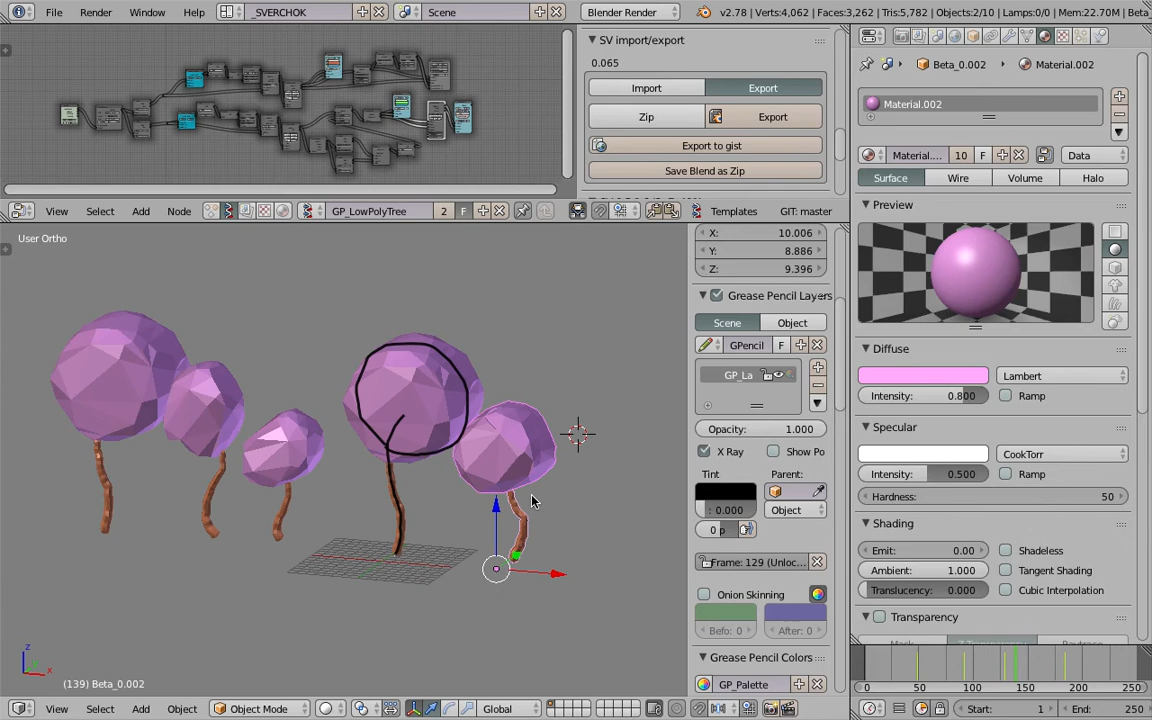 File Render Window Help _SVERCHOK Scene Blender Render v2.78 | Verts:4,062 | Faces:3,262 | Tris:5,782 | Objects:2/10 | Lamps:0/0 | Mem:22.70M | Beta_
SV import/export
0.065
Import Export
Zip Export
Export to gist
Save Blend as Zip
View Select Add Node GP_LowPolyTree 2 F Templates GIT: master
User Ortho
X: 10.006
Y: 8.886
Z: 9.396
Grease Pencil Layers
Scene Object
GPencil F
GP_La
Opacity: 1.000
X Ray Show Po
Tint Parent:
: 0.000 Object
0 p
Frame: 129 (Unloc...
Onion Skinning
Befo: 0 After: 0
Grease Pencil Colors
GP_Palette
z
x
(139) Beta_0.002
View Select Add Object Object Mode Global
Beta_0.002 Material.002
Material.002
Material.... 10 F Data
Surface Wire Volume Halo
Preview
Diffuse
Lambert
Intensity: 0.800 Ramp
Specular
CookTorr
Intensity: 0.500 Ramp
Hardness: 50
Shading
Emit: 0.00 Shadeless
Ambient: 1.000 Tangent Shading
Translucency: 0.000 Cubic Interpolation
Transparency
0 50 100 150 200 250
Start: 1 End: 250